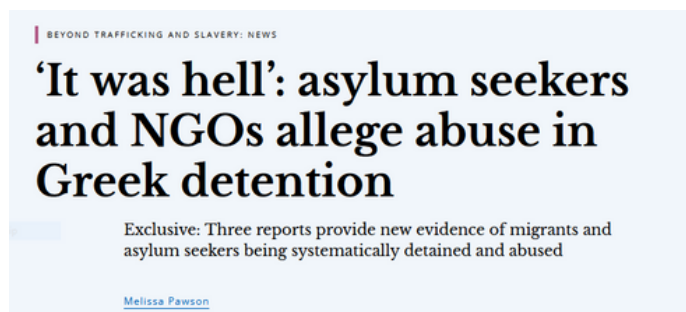 BEYOND TRAFFICKING AND SLAVERY: NEWS
‘It was hell’: asylum seekers
and NGOs allege abuse in
Greek detention
Exclusive: Three reports provide new evidence of migrants and
asylum seekers being systematically detained and abused
Melissa Pawson